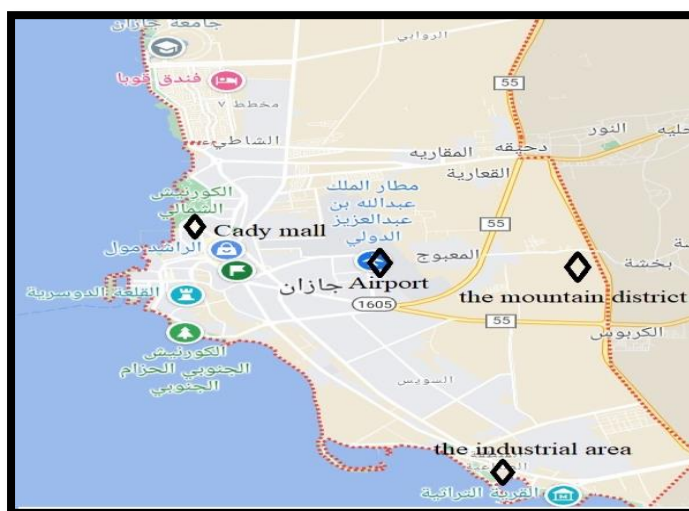 جامعة جازان
الروابي
فندق قوبا
55
مخطط ٧
الشاطي
المقاريه
دحيقه
النور
القعارية
مطار الملك
عبدالله بن
عبدالعزيز
الدولي
الكورنيش
الشمالي
55
Cady mall
الراشد مول
المعبوج
بخشة
جازان
Airport
the mountain district
القلعة الدوسرية
1605
55
الكربوس
الكورنيش
الجنوبي الحزام
الجنوبي
السويس
the industrial area
القرية التراثية